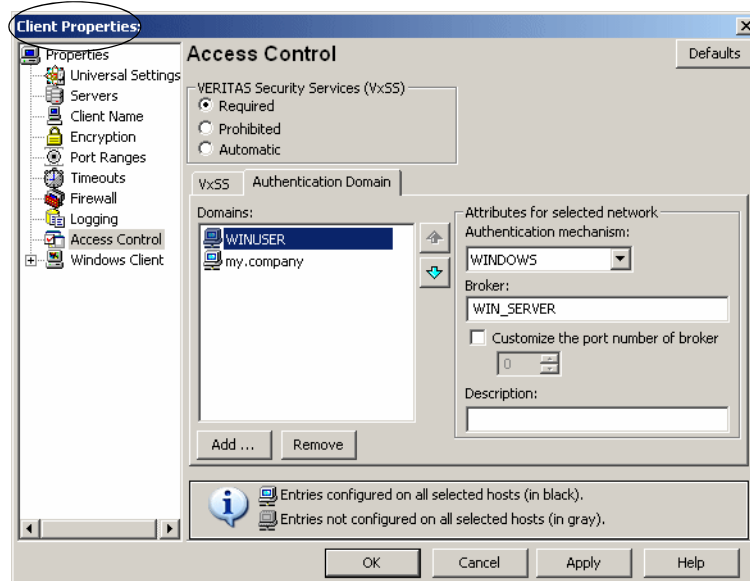 Client Properties:
Properties
Universal Settings
Servers
Client Name
Encryption
Port Ranges
Timeouts
Firewall
Logging
Access Control
Windows Client
Access Control
Defaults
VERITAS Security Services (VxSS)
Required
Prohibited
Automatic
VxSS
Authentication Domain
Domains:
WINUSER
my.company
Add ...
Remove
Attributes for selected network
Authentication mechanism:
WINDOWS
Broker:
WIN_SERVER
Customize the port number of broker
0
Description:
Entries configured on all selected hosts (in black).
Entries not configured on all selected hosts (in gray).
OK
Cancel
Apply
Help